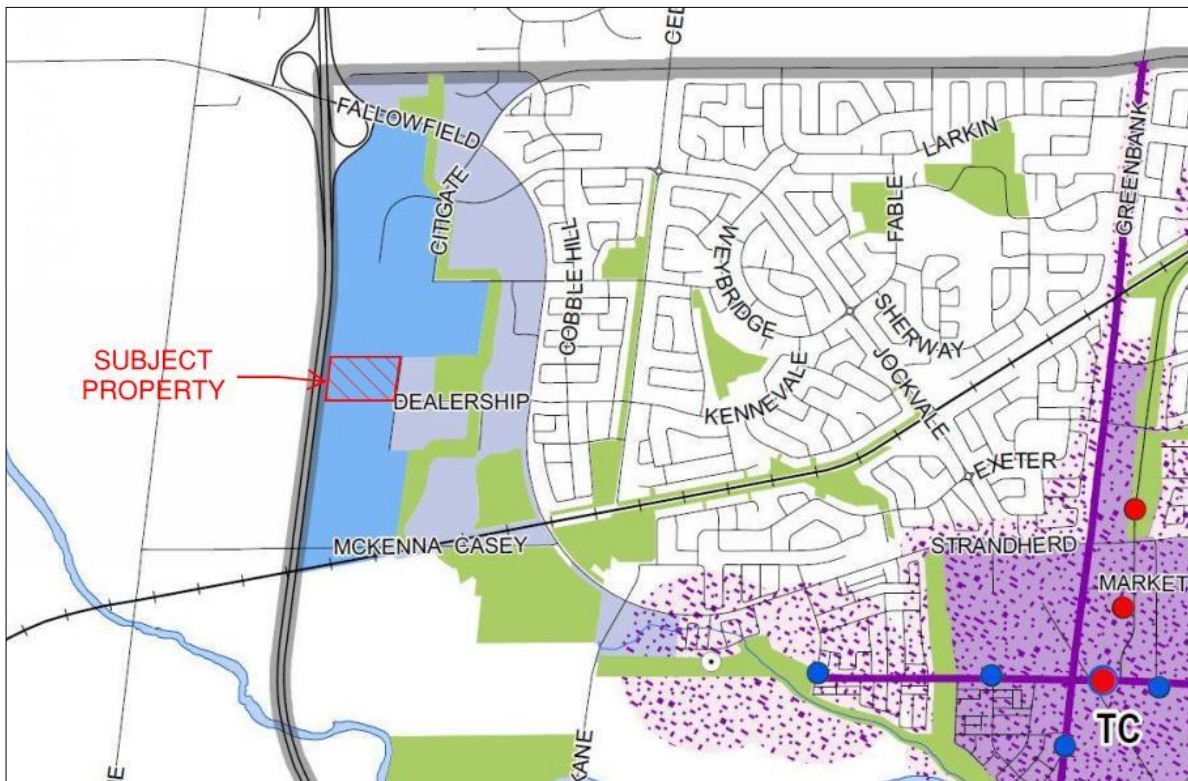 CED
FALLOWFIELD
LARKIN
GREENBANK
CITIGATE
FABLE
COBBLE HILL
WEYBRIDGE
SHERWAY
SUBJECT
PROPERTY
JOCKVALE
KENNEVALE
DEALERSHIP
EXETER
MCKENNA CASEY
STRANDHERD
MARKET
TC
KANE
E